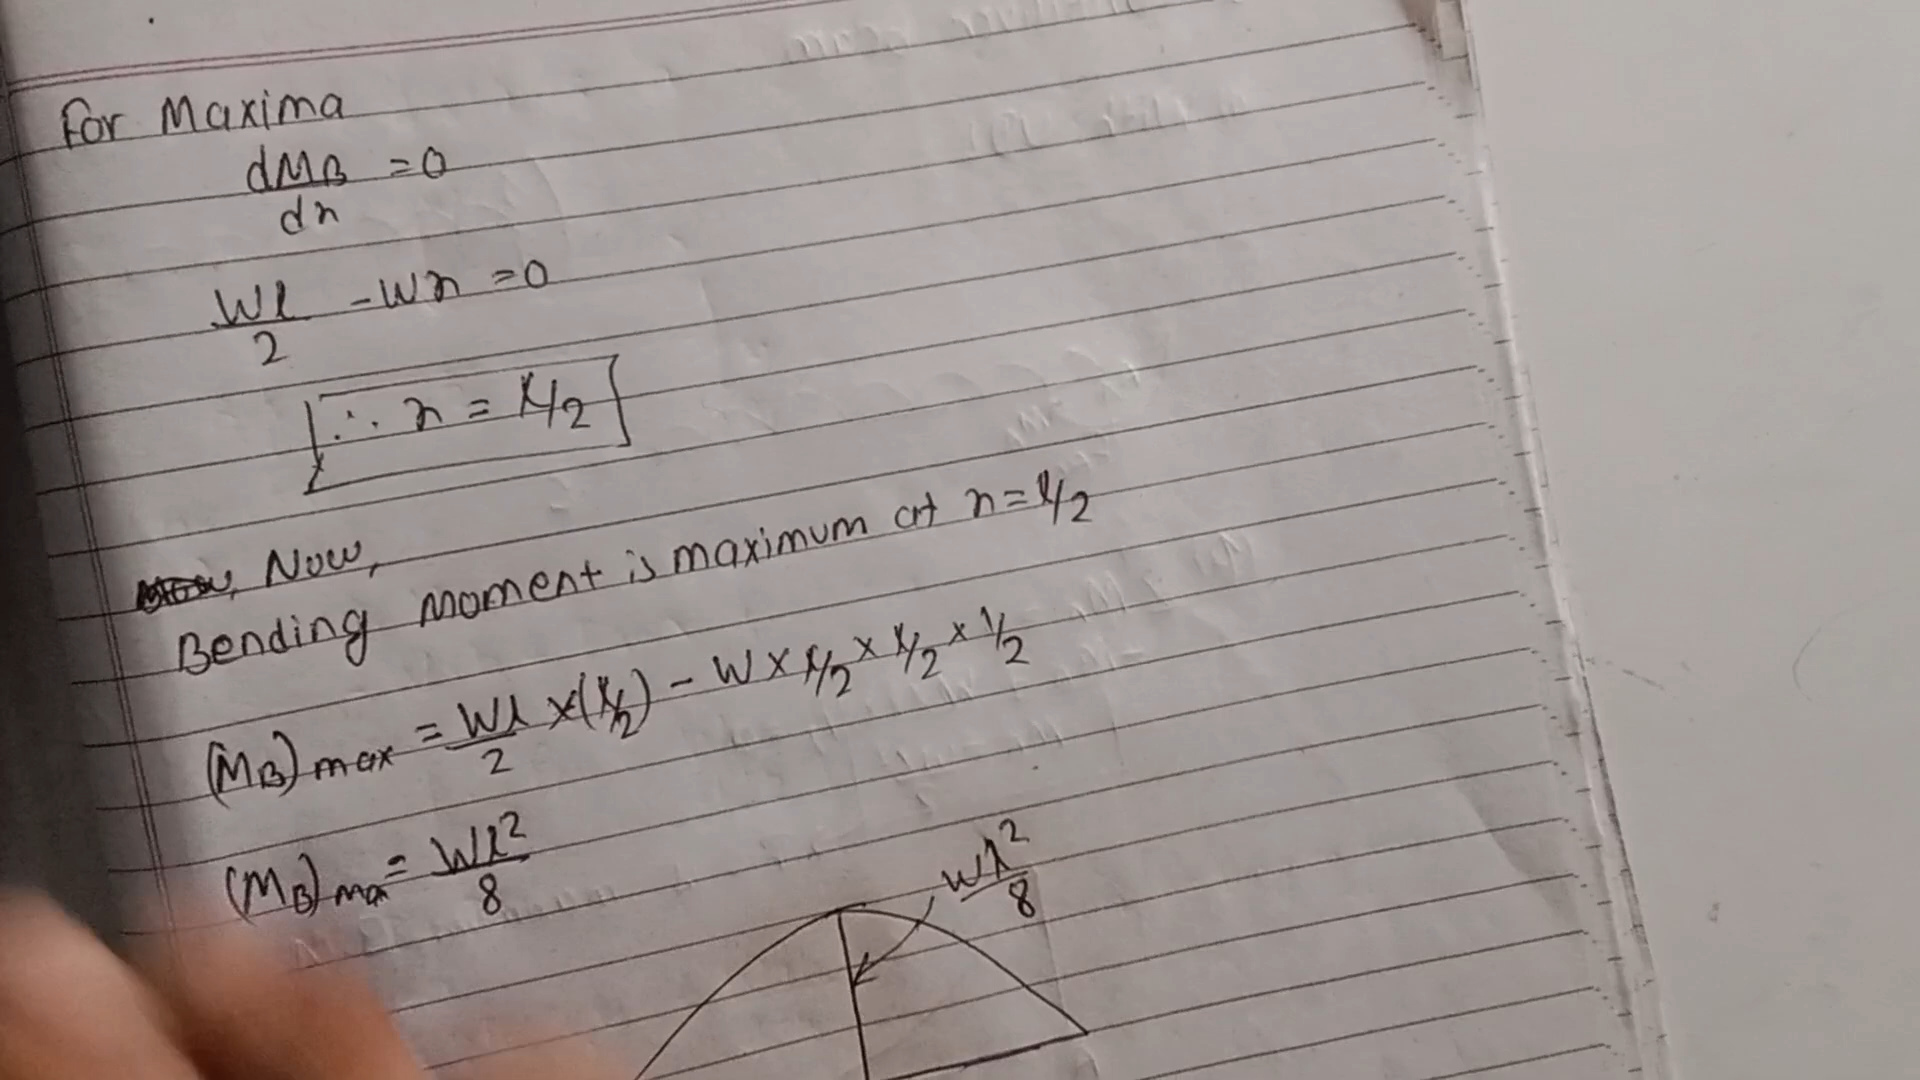 For Maxima
dMB/dx = 0
Wl/2 - Wx = 0
∴ x = l/2
Now,
Bending Moment is maximum at x = l/2
(MB)max = Wl/2 x(l/2) - W x l/2 x l/2 x 1/2
(MB)ma = Wl²/8
Wl²/8